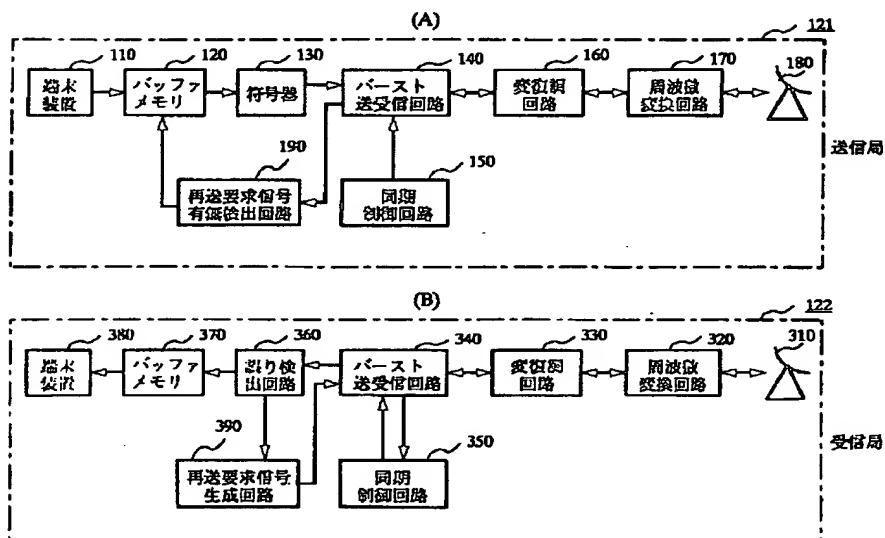 (A)
121
110
120
130
140
160
170
180
端末
装置
バッファ
メモリ
符号器
バースト
送受信回路
変復調
回路
周波数
変換回路
送信局
190
150
再送要求信号
有無検出回路
同期
制御回路
(B)
122
380
370
360
340
330
320
310
端末
装置
バッファ
メモリ
誤り検
出回路
バースト
送受信回路
変復調
回路
周波数
変換回路
受信局
390
350
再送要求信号
生成回路
同期
制御回路